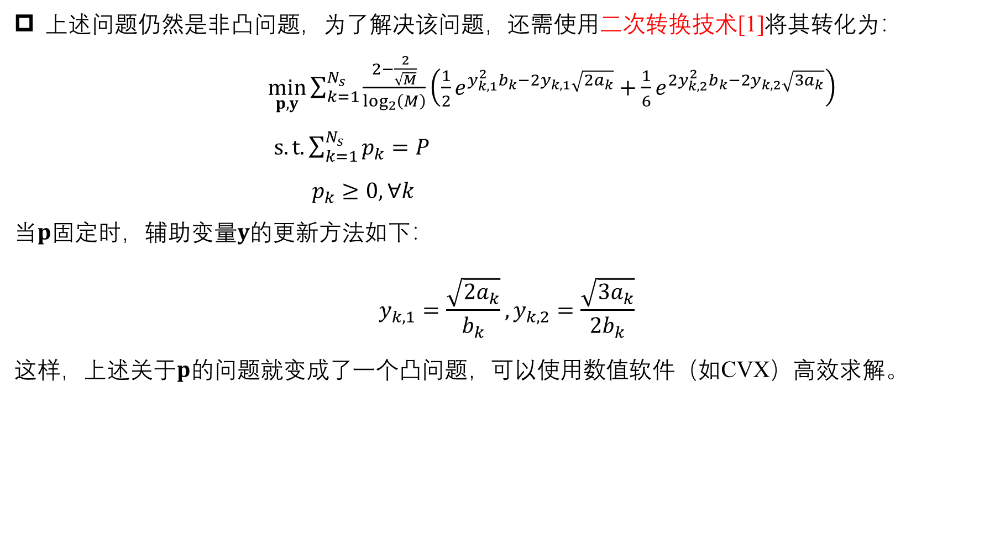 上述问题仍然是非凸问题，为了解决该问题，还需使用二次转换技术[1]将其转化为：
$\min_{\mathbf{p},\mathbf{y}} \sum_{k=1}^{N_s} \frac{2-\frac{2}{\sqrt{M}}}{\log_2(M)} \left( \frac{1}{2} e^{y_{k,1}^2 b_k - 2y_{k,1}\sqrt{2a_k}} + \frac{1}{6} e^{2y_{k,2}^2 b_k - 2y_{k,2}\sqrt{3a_k}} \right)$
$\text{s.t.} \sum_{k=1}^{N_s} p_k = P$
$p_k \geq 0, \forall k$
当p固定时，辅助变量y的更新方法如下：
$y_{k,1} = \frac{\sqrt{2a_k}}{b_k}, y_{k,2} = \frac{\sqrt{3a_k}}{2b_k}$
这样，上述关于p的问题就变成了一个凸问题，可以使用数值软件（如CVX）高效求解。